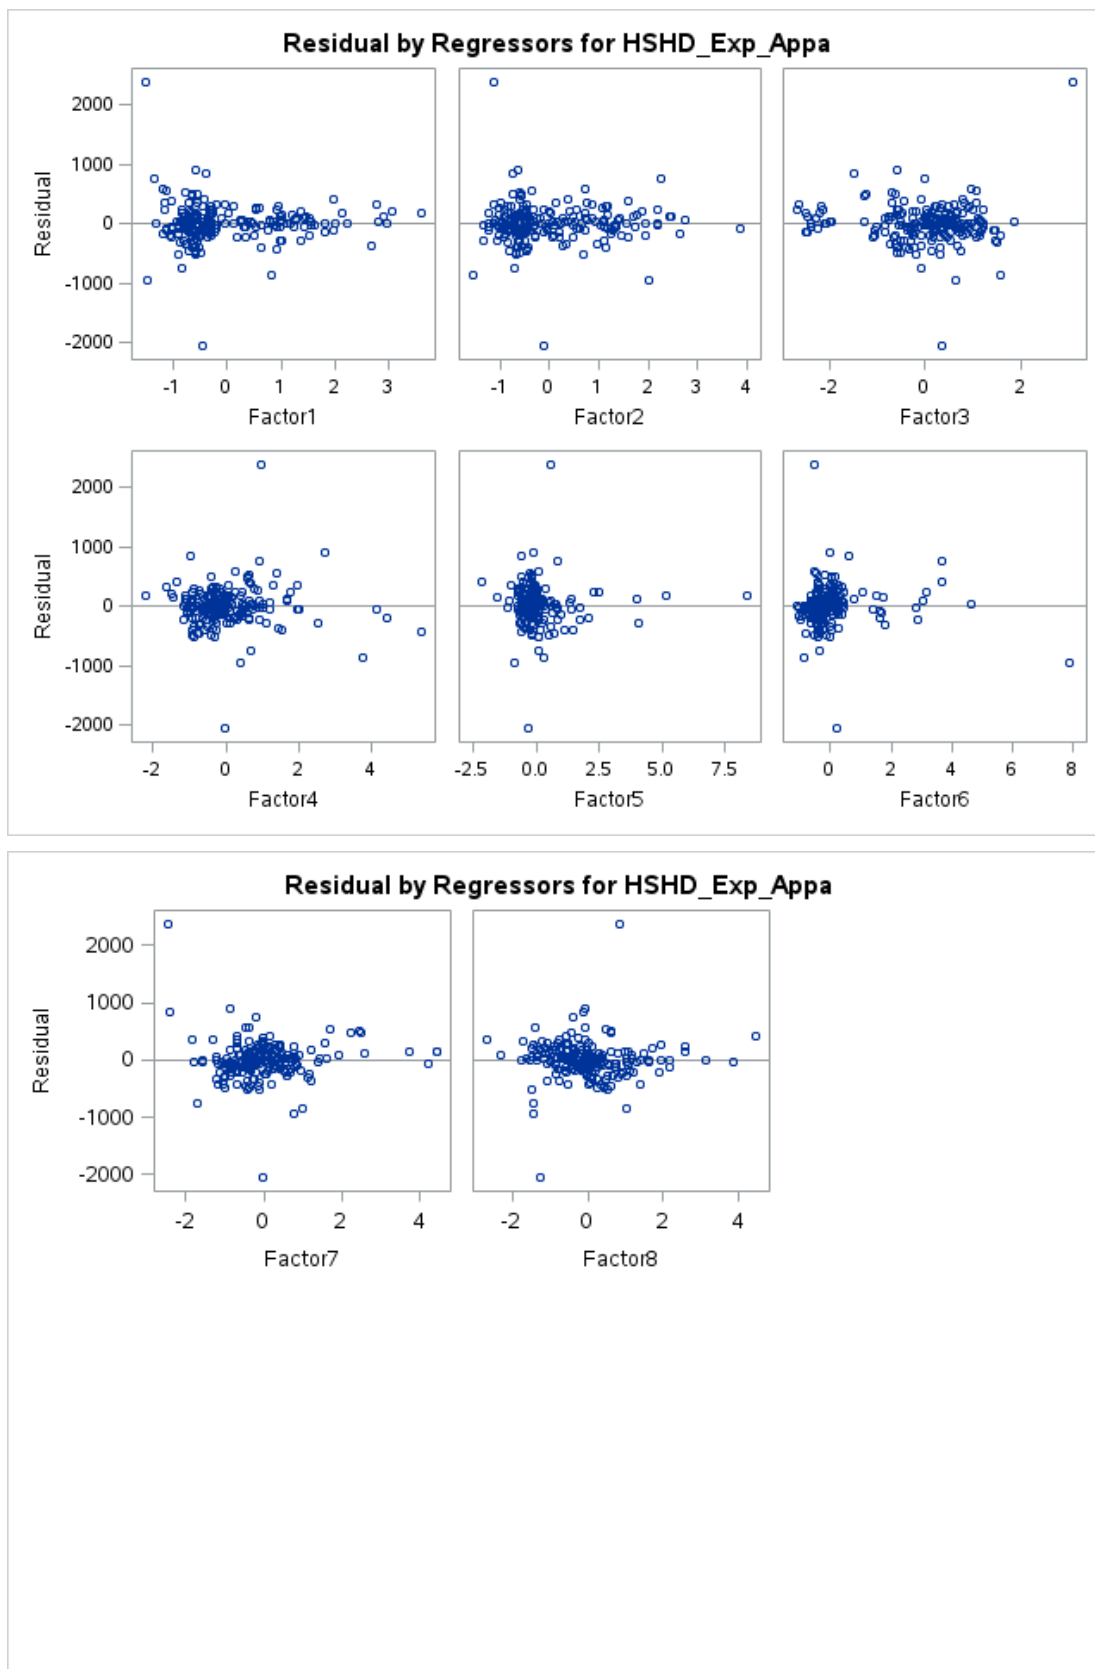 Residual by Regressors for HSHD_Exp_Appa
Residual
2000
1000
0
-1000
-2000
-1 0 1 2 3
Factor1
-1 0 1 2 3 4
Factor2
-2 0 2
Factor3
Residual
2000
1000
0
-1000
-2000
-2 0 2 4
Factor4
-2.5 0.0 2.5 5.0 7.5
Factor5
0 2 4 6 8
Factor6
Residual by Regressors for HSHD_Exp_Appa
Residual
2000
1000
0
-1000
-2000
-2 0 2 4
Factor7
-2 0 2 4
Factor8